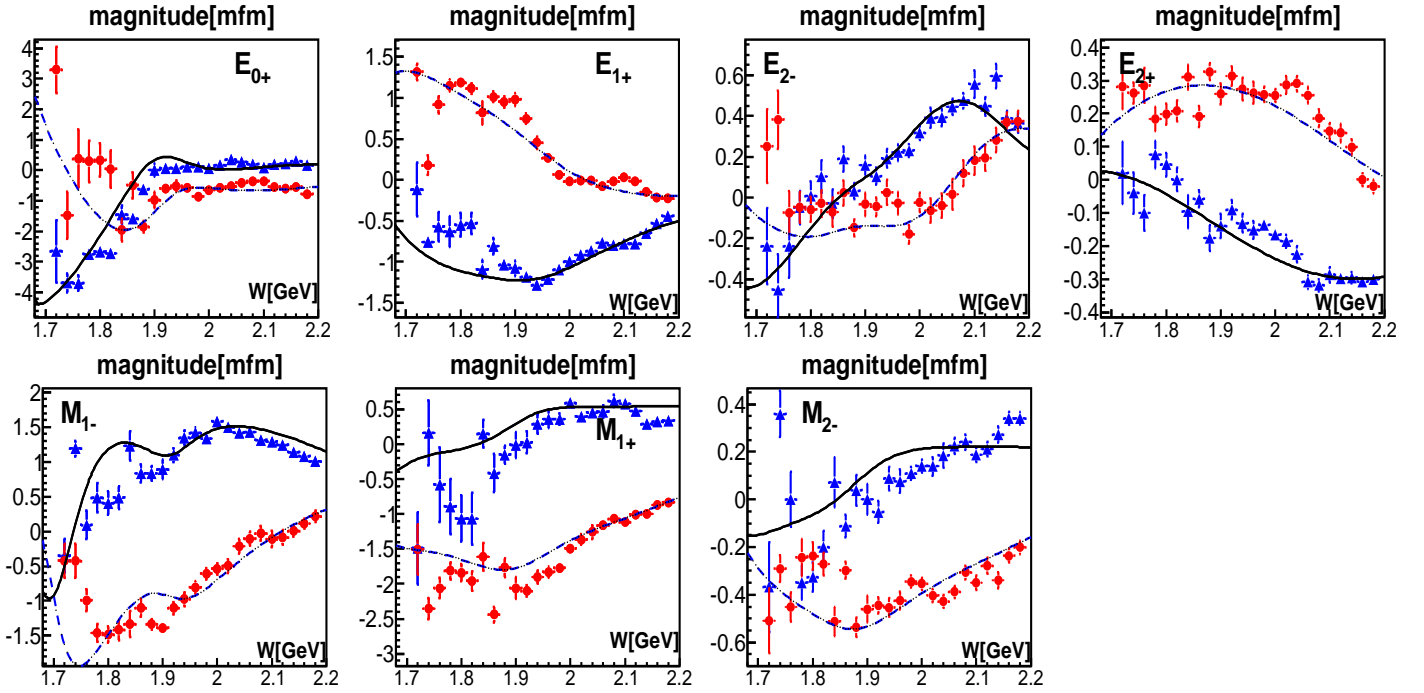 magnitude[mfm] magnitude[mfm] magnitude[mfm] magnitude[mfm]
E0+
4
3
2
1
0
-1
-2
-3
-4
W[GeV]
1.7 1.8 1.9 2 2.1 2.2
E1+
1.5
1
0.5
0
-0.5
-1
-1.5
W[GeV]
1.7 1.8 1.9 2 2.1 2.2
E2-
0.6
0.4
0.2
0
-0.2
-0.4
W[GeV]
1.7 1.8 1.9 2 2.1 2.2
E2+
0.4
0.3
0.2
0.1
0
-0.1
-0.2
-0.3
-0.4
W[GeV]
1.7 1.8 1.9 2 2.1 2.2
magnitude[mfm] magnitude[mfm] magnitude[mfm]
M1-
2
1.5
1
0.5
0
-0.5
-1
-1.5
W[GeV]
1.7 1.8 1.9 2 2.1 2.2
M1+
0.5
0
-0.5
-1
-1.5
-2
-2.5
-3
W[GeV]
1.7 1.8 1.9 2 2.1 2.2
M2-
0.4
0.2
0
-0.2
-0.4
-0.6
W[GeV]
1.7 1.8 1.9 2 2.1 2.2